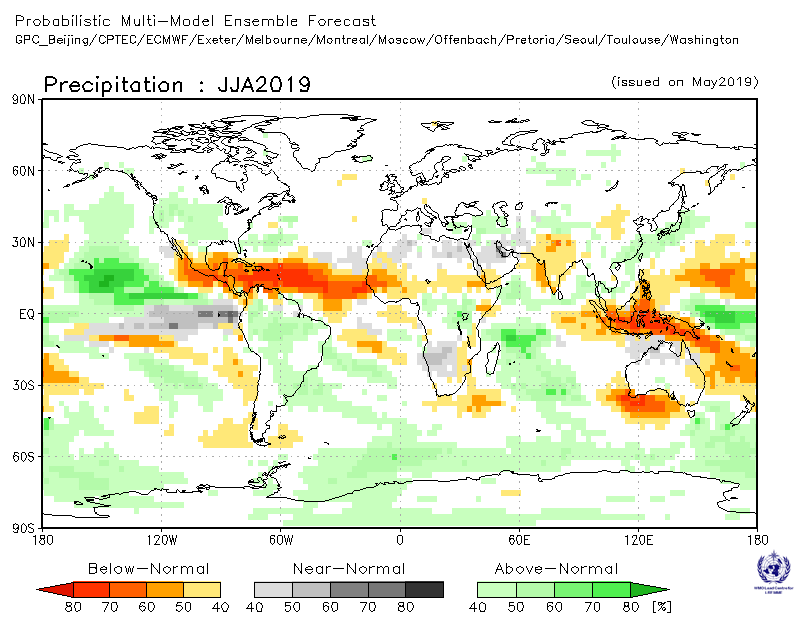 Probabilistic Multi-Model Ensemble Forecast
GPC_Beijing/CPTEC/ECMWF/Exeter/Melbourne/Montreal/Moscow/Offenbach/Pretoria/Seoul/Toulouse/Washington
Precipitation : JJA2019
(issued on May2019)
90N
60N
30N
EQ
30S
60S
90S
180 120W 60W 0 60E 120E 180
Below-Normal Near-Normal Above-Normal
80 70 60 50 40 40 50 60 70 80 40 50 60 70 80 [%]